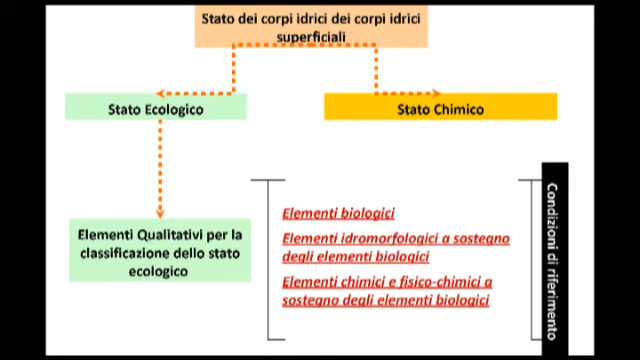 Stato dei corpi idrici dei corpi idrici
superficiali
Stato Ecologico
Stato Chimico
Elementi Qualitativi per la
classificazione dello stato
ecologico
Elementi biologici
Elementi idromorfologici a sostegno
degli elementi biologici
Elementi chimici e fisico-chimici a
sostegno degli elementi biologici
Condizioni di riferimento